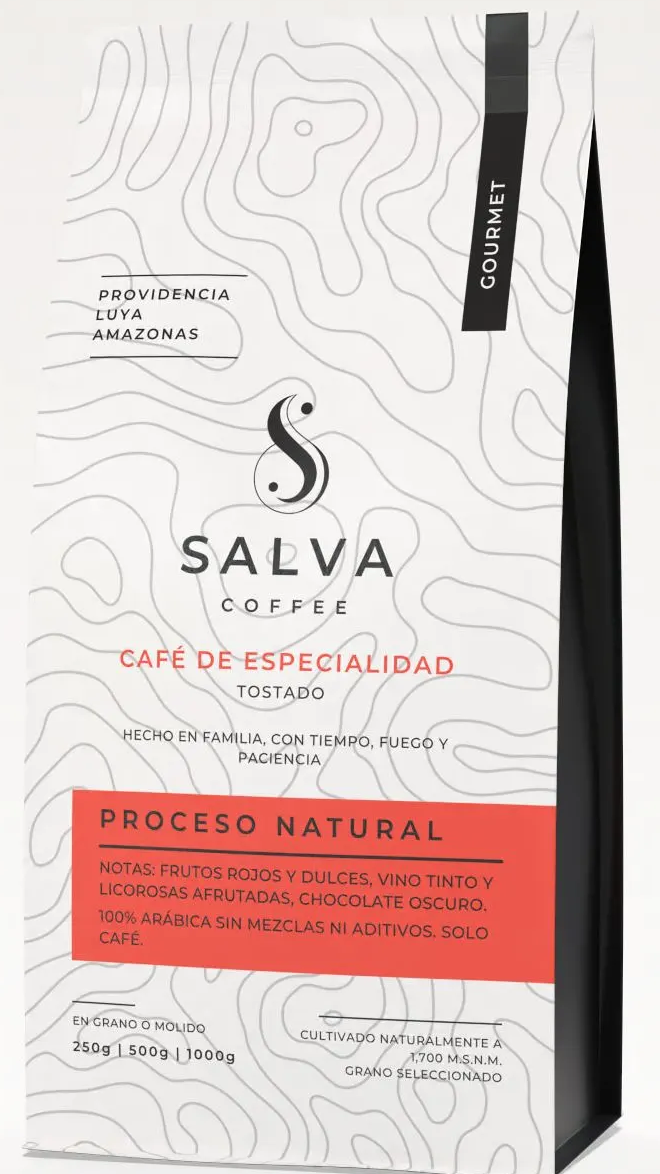 GOURMET
PROVIDENCIA
LUYA
AMAZONAS
SALVA
COFFEE
CAFÉ DE ESPECIALIDAD
TOSTADO
HECHO EN FAMILIA, CON TIEMPO, FUEGO Y
PACIENCIA
PROCESO NATURAL
NOTAS: FRUTOS ROJOS Y DULCES, VINO TINTO Y
LICOROSAS AFRUTADAS, CHOCOLATE OSCURO.
100% ARÁBICA SIN MEZCLAS NI ADITIVOS. SOLO
CAFÉ.
EN GRANO O MOLIDO
250g | 500g | 1000g
CULTIVADO NATURALMENTE A
1,700 M.S.N.M.
GRANO SELECCIONADO